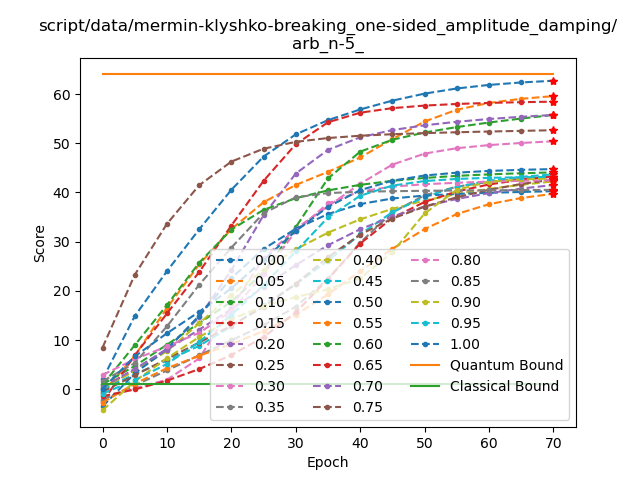 script/data/mermin-klyshko-breaking_one-sided_amplitude_damping/
arb_n-5_
Score
60
50
40
30
20
10
0
0 10 20 30 40 50 60 70
Epoch
0.00 0.40 0.80
0.05 0.45 0.85
0.10 0.50 0.90
0.15 0.55 0.95
0.20 0.60 1.00
0.25 0.65 Quantum Bound
0.30 0.70 Classical Bound
0.35 0.75